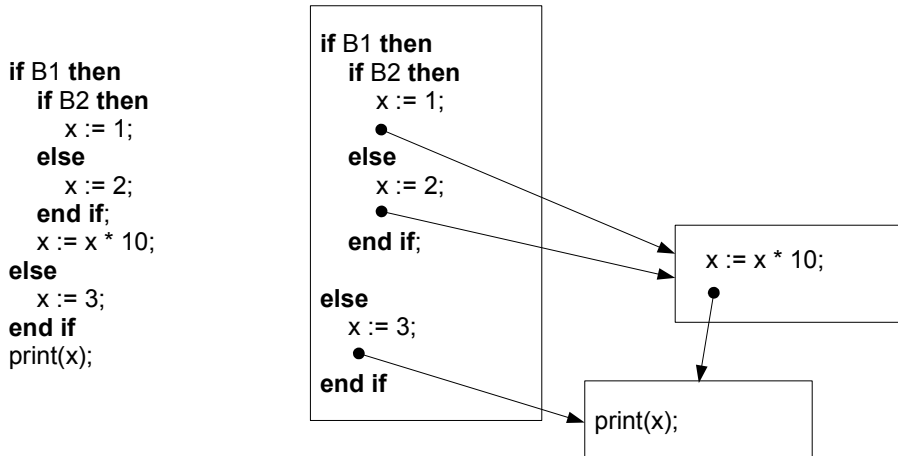 if B1 then
if B2 then
x := 1;
else
x := 2;
end if;
x := x * 10;
else
x := 3;
end if
print(x);
if B1 then
if B2 then
x := 1;
else
x := 2;
end if;
else
x := 3;
end if
x := x * 10;
print(x);